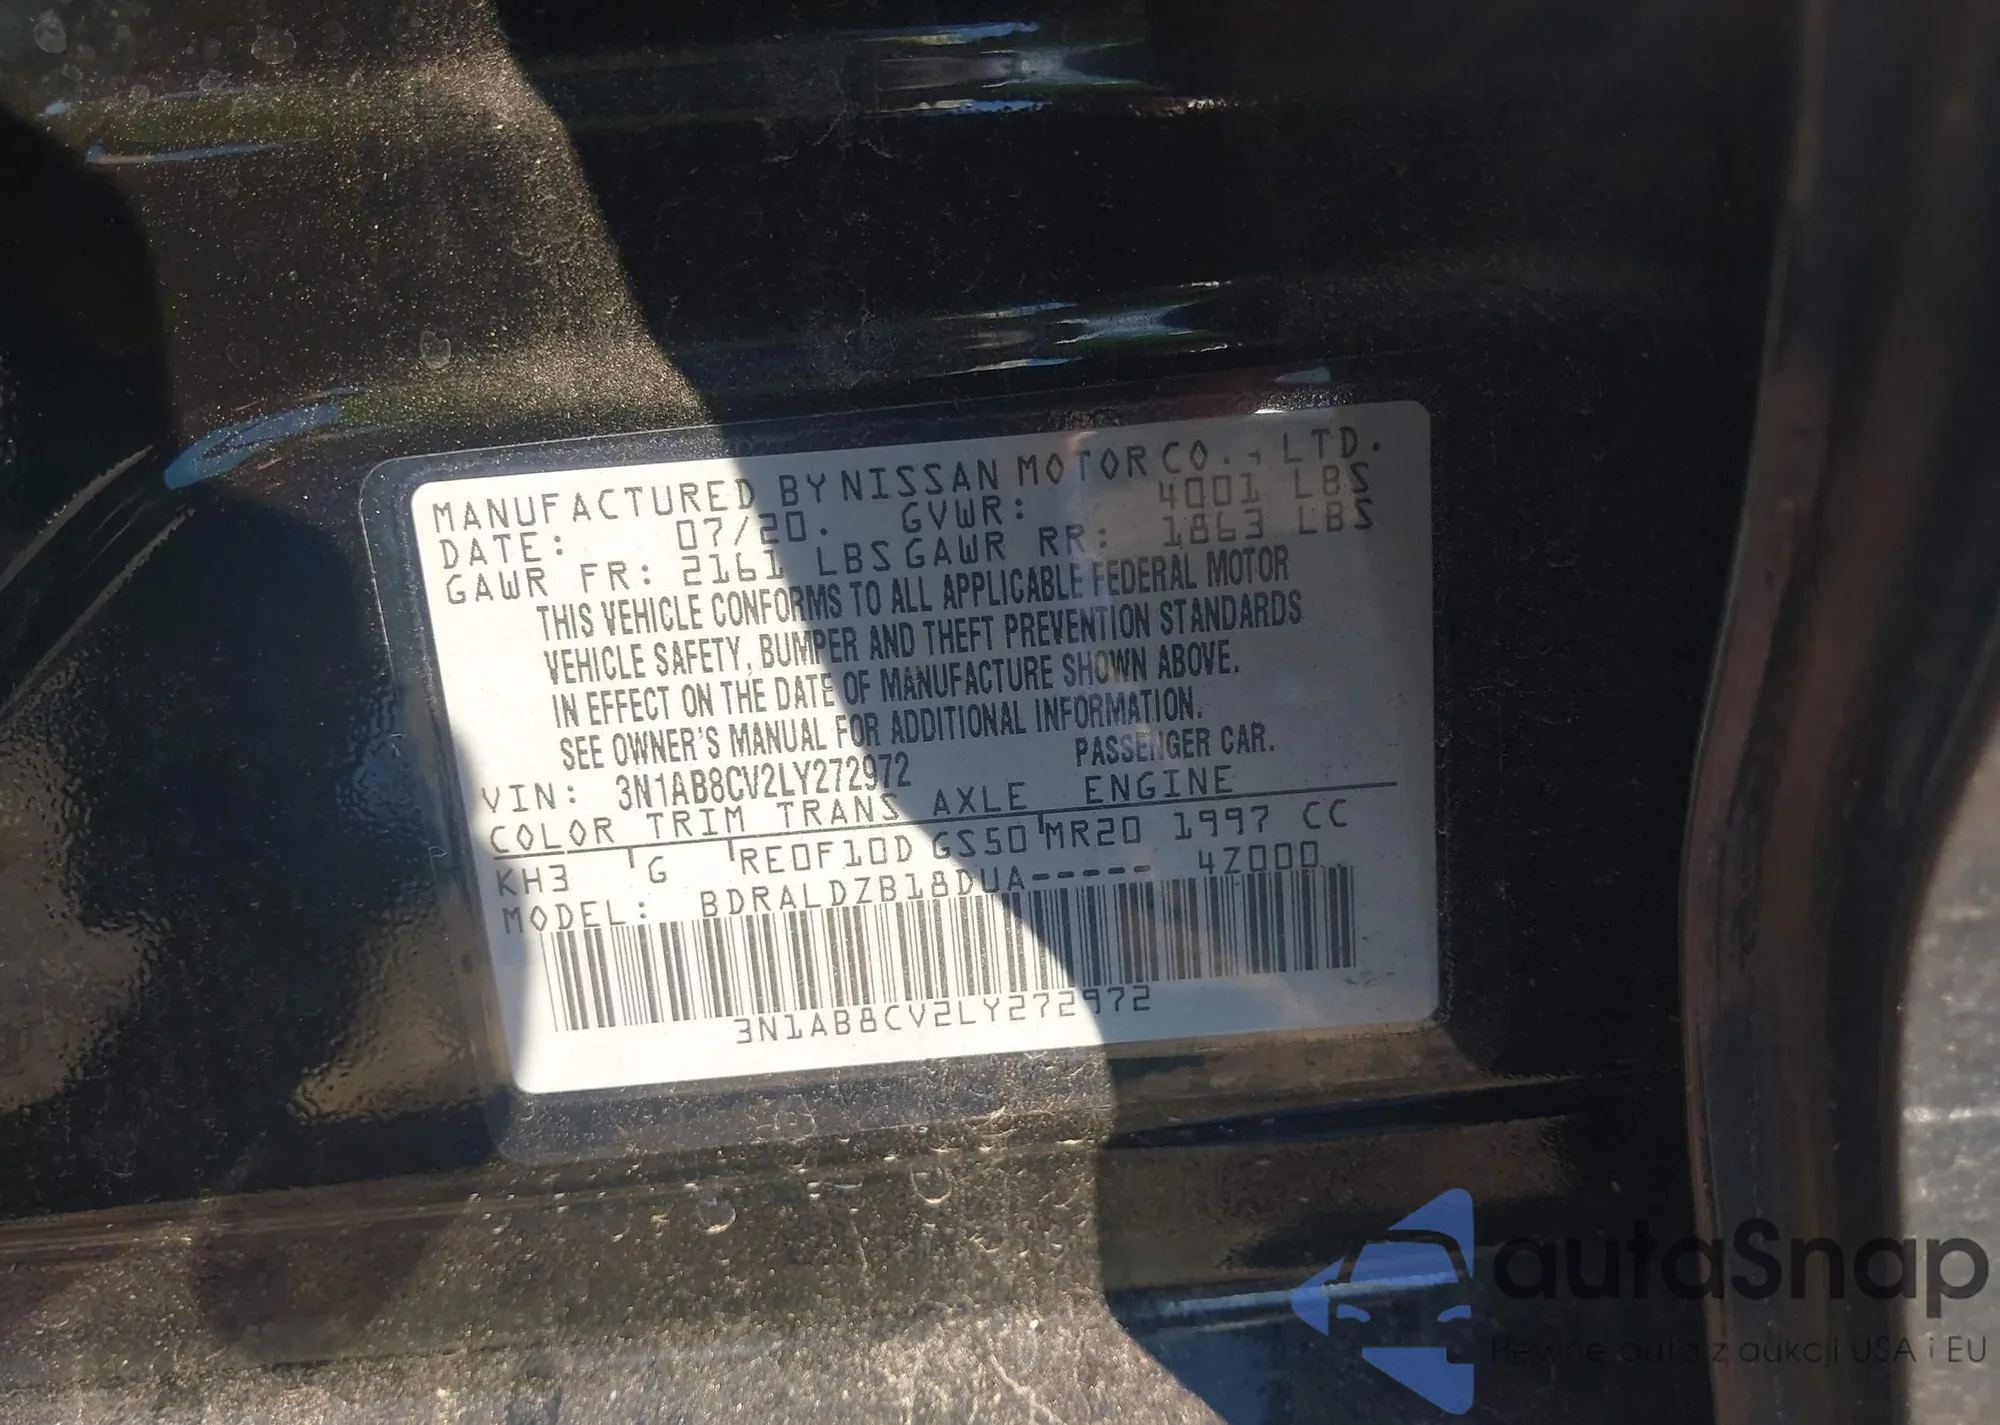 MANUFACTURED BY NISSAN MOTOR CO., LTD.
DATE: 07/20. GVWR: 4001 LBS
GAWR FR: 2161 LBS GAWR RR: 1863 LBS
THIS VEHICLE CONFORMS TO ALL APPLICABLE FEDERAL MOTOR
VEHICLE SAFETY, BUMPER AND THEFT PREVENTION STANDARDS
IN EFFECT ON THE DATE OF MANUFACTURE SHOWN ABOVE.
SEE OWNER'S MANUAL FOR ADDITIONAL INFORMATION.
VIN: 3N1AB8CV2LY272972 PASSENGER CAR.
COLOR TRIM TRANS AXLE ENGINE
KH3 G RE0F10D GS50 MR20 1997 CC
MODEL: BDRALDZB18DUA----- 4Z000
3N1AB8CV2LY272972
autaSnap
Pewne auta z aukcji USA i EU